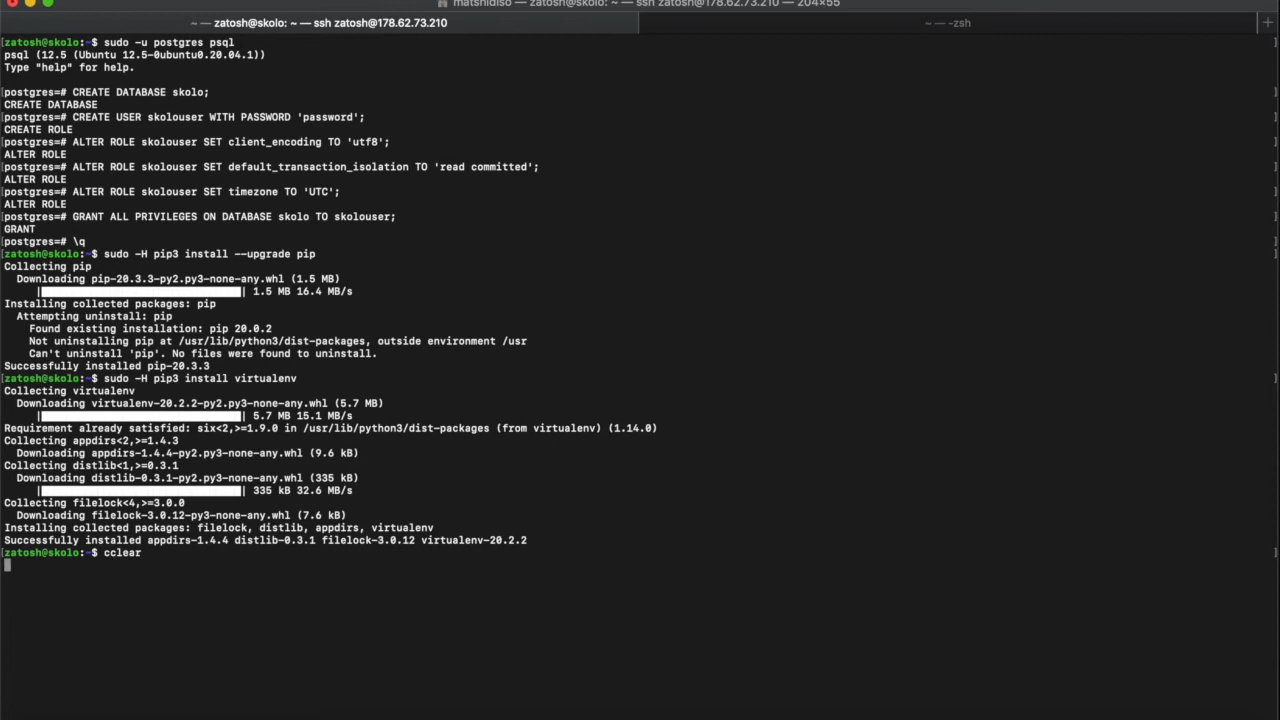 matshidiso — zatosh@skolo: ~ — ssh zatosh@178.62.73.210 — 204×55
~ — zatosh@skolo: ~ — ssh zatosh@178.62.73.210
~ — -zsh
[zatosh@skolo:~$ sudo -u postgres psql
psql (12.5 (Ubuntu 12.5-0ubuntu0.20.04.1))
Type "help" for help.
[postgres=# CREATE DATABASE skolo;
CREATE DATABASE
[postgres=# CREATE USER skolouser WITH PASSWORD 'password';
CREATE ROLE
[postgres=# ALTER ROLE skolouser SET client_encoding TO 'utf8';
ALTER ROLE
[postgres=# ALTER ROLE skolouser SET default_transaction_isolation TO 'read committed';
ALTER ROLE
[postgres=# ALTER ROLE skolouser SET timezone TO 'UTC';
ALTER ROLE
[postgres=# GRANT ALL PRIVILEGES ON DATABASE skolo TO skolouser;
GRANT
[postgres=# \q
[zatosh@skolo:~$ sudo -H pip3 install --upgrade pip
Collecting pip
Downloading pip-20.3.3-py2.py3-none-any.whl (1.5 MB)
| | 1.5 MB 16.4 MB/s
Installing collected packages: pip
Attempting uninstall: pip
Found existing installation: pip 20.0.2
Not uninstalling pip at /usr/lib/python3/dist-packages, outside environment /usr
Can't uninstall 'pip'. No files were found to uninstall.
Successfully installed pip-20.3.3
[zatosh@skolo:~$ sudo -H pip3 install virtualenv
Collecting virtualenv
Downloading virtualenv-20.2.2-py2.py3-none-any.whl (5.7 MB)
| | 5.7 MB 15.1 MB/s
Requirement already satisfied: six<2,>=1.9.0 in /usr/lib/python3/dist-packages (from virtualenv) (1.14.0)
Collecting appdirs<2,>=1.4.3
Downloading appdirs-1.4.4-py2.py3-none-any.whl (9.6 kB)
Collecting distlib<1,>=0.3.1
Downloading distlib-0.3.1-py2.py3-none-any.whl (335 kB)
| | 335 kB 32.6 MB/s
Collecting filelock<4,>=3.0.0
Downloading filelock-3.0.12-py3-none-any.whl (7.6 kB)
Installing collected packages: filelock, distlib, appdirs, virtualenv
Successfully installed appdirs-1.4.4 distlib-0.3.1 filelock-3.0.12 virtualenv-20.2.2
[zatosh@skolo:~$ cclear